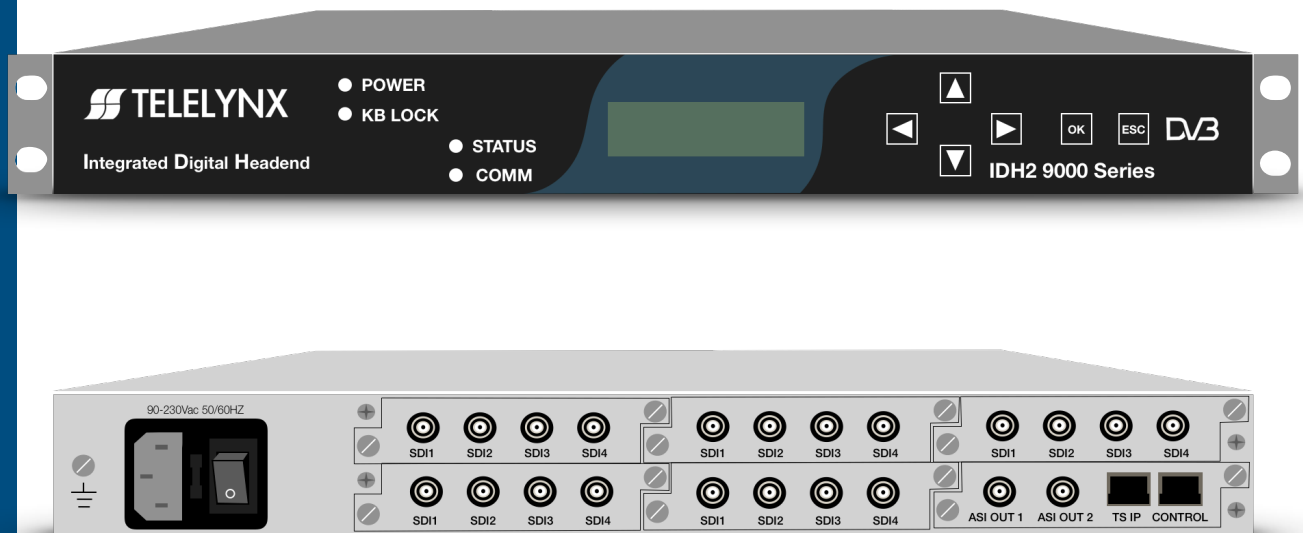 TELELYNX
Integrated Digital Headend
POWER
KB LOCK
STATUS
COMM
OK
ESC
DVB
IDH2 9000 Series
90-230Vac 50/60HZ
SDI1 SDI2 SDI3 SDI4
SDI1 SDI2 SDI3 SDI4
SDI1 SDI2 SDI3 SDI4
SDI1 SDI2 SDI3 SDI4
SDI1 SDI2 SDI3 SDI4
ASI OUT 1 ASI OUT 2 TS IP CONTROL